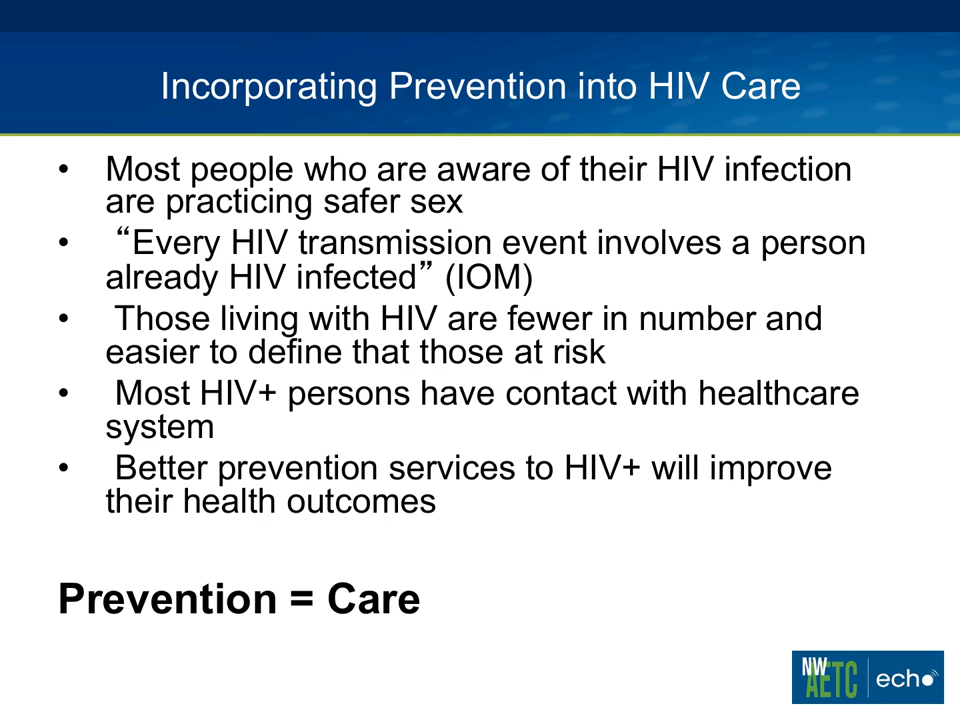 Incorporating Prevention into HIV Care
• Most people who are aware of their HIV infection
are practicing safer sex
• “Every HIV transmission event involves a person
already HIV infected” (IOM)
• Those living with HIV are fewer in number and
easier to define that those at risk
• Most HIV+ persons have contact with healthcare
system
• Better prevention services to HIV+ will improve
their health outcomes
Prevention = Care
NW
AETC echo